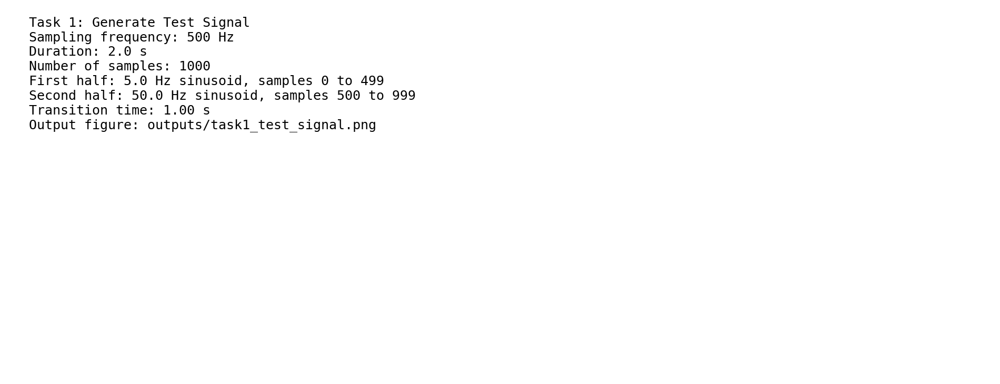 Task 1: Generate Test Signal
Sampling frequency: 500 Hz
Duration: 2.0 s
Number of samples: 1000
First half: 5.0 Hz sinusoid, samples 0 to 499
Second half: 50.0 Hz sinusoid, samples 500 to 999
Transition time: 1.00 s
Output figure: outputs/task1_test_signal.png